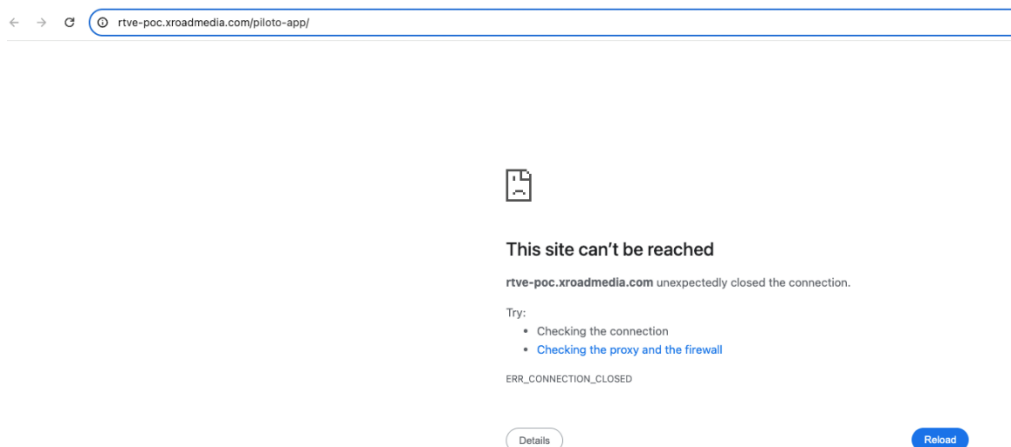 rtve-poc.xroadmedia.com/piloto-app/
This site can’t be reached
rtve-poc.xroadmedia.com unexpectedly closed the connection.
Try:
• Checking the connection
• Checking the proxy and the firewall
ERR_CONNECTION_CLOSED
Details
Reload